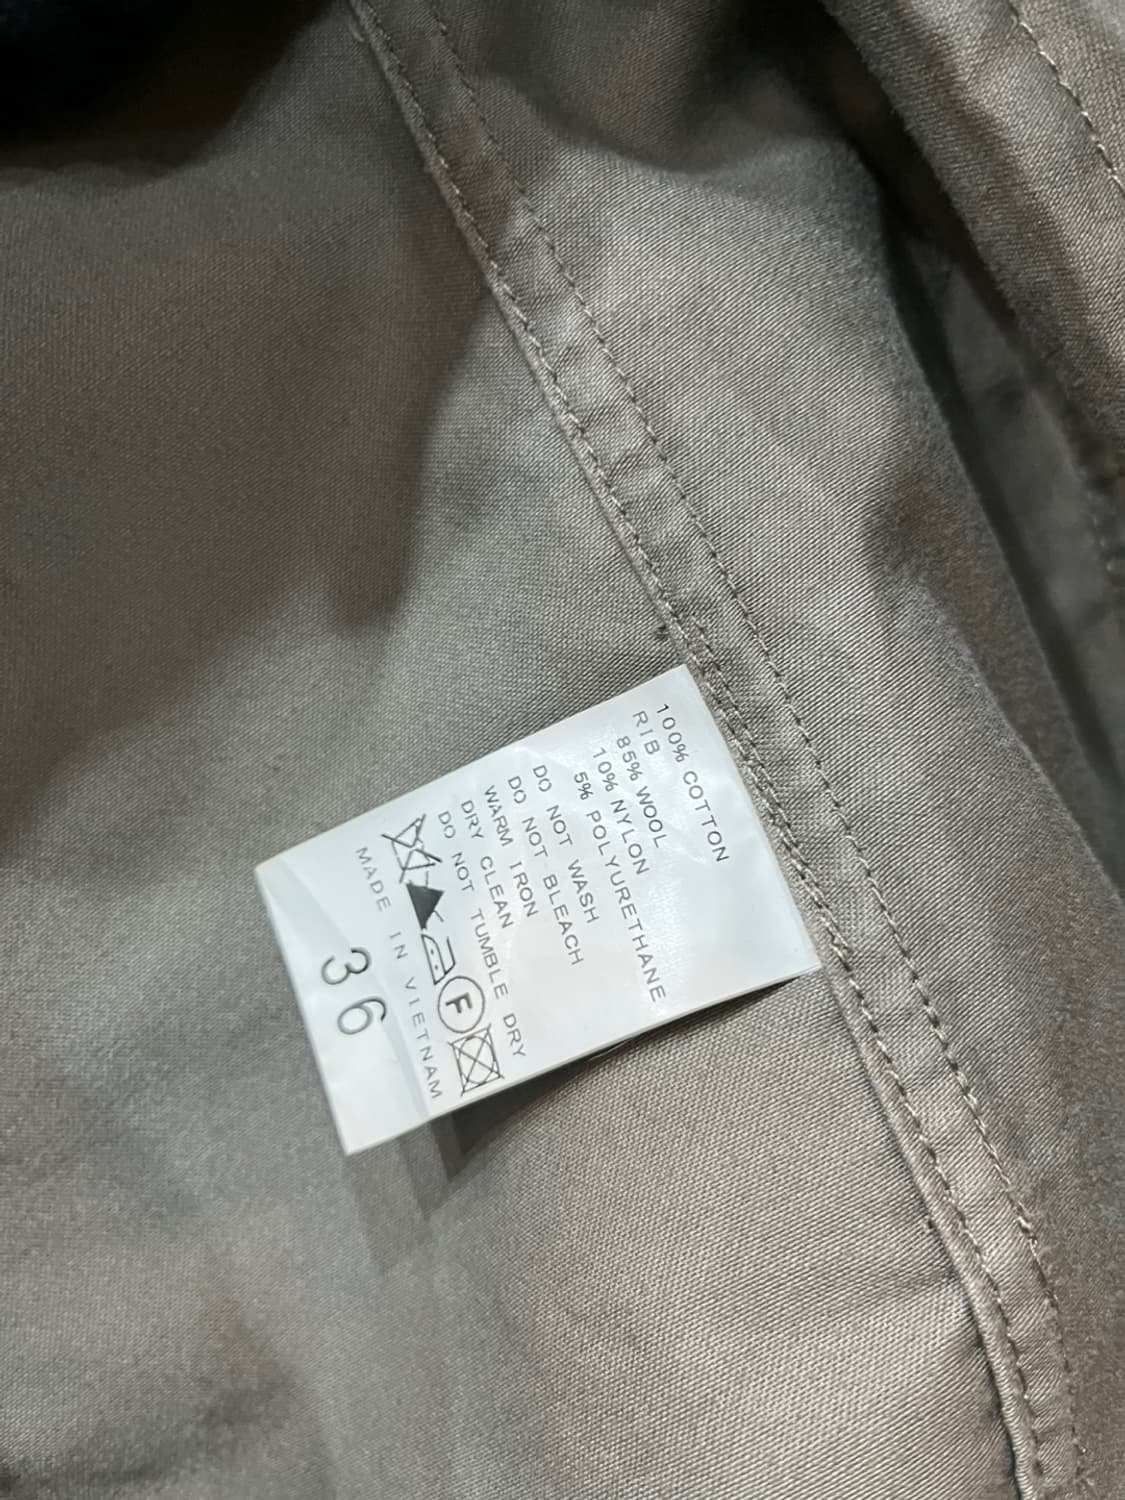 100% COTTON
RIB
85% WOOL
10% NYLON
5% POLYURETHANE
DO NOT WASH
DO NOT BLEACH
WARM IRON
DRY CLEAN
DO NOT TUMBLE DRY
F
MADE IN VIETNAM
36